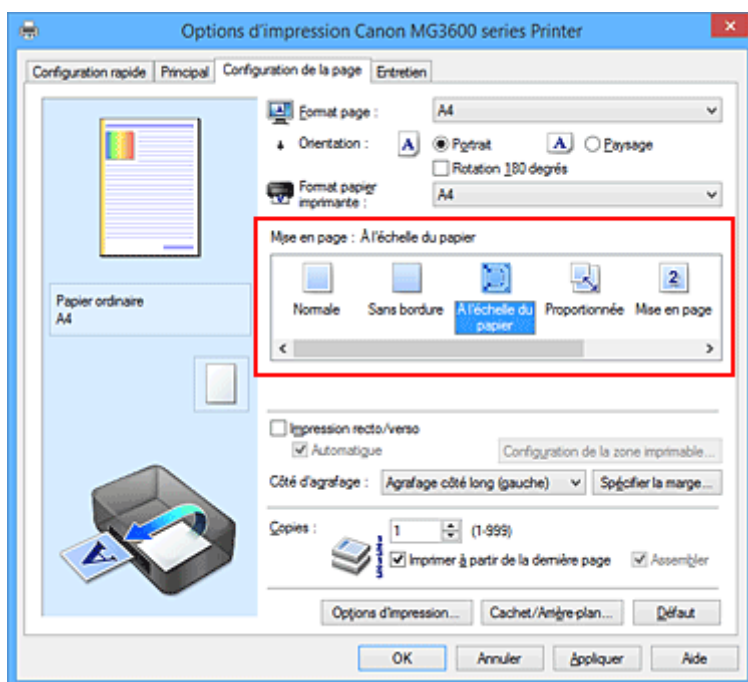 Options d'impression Canon MG3600 series Printer
Configuration rapide Principal Configuration de la page Entretien
Format page : A4
Orientation : A Portrait A Paysage
Rotation 180 degrés
Format papier
imprimante : A4
Mise en page : À l'échelle du papier
Normale Sans bordure À l'échelle du
papier Proportionnée 2 Mise en page
Papier ordinaire
A4
Impression recto/verso
Automatique Configuration de la zone imprimable...
Côté d'agrafage : Agrafage côté long (gauche) Spécifier la marge...
Copies : 1 (1-999)
Imprimer à partir de la dernière page Assembler
A
Options d'impression... Cachet/Arrière-plan... Défaut
OK Annuler Appliquer Aide